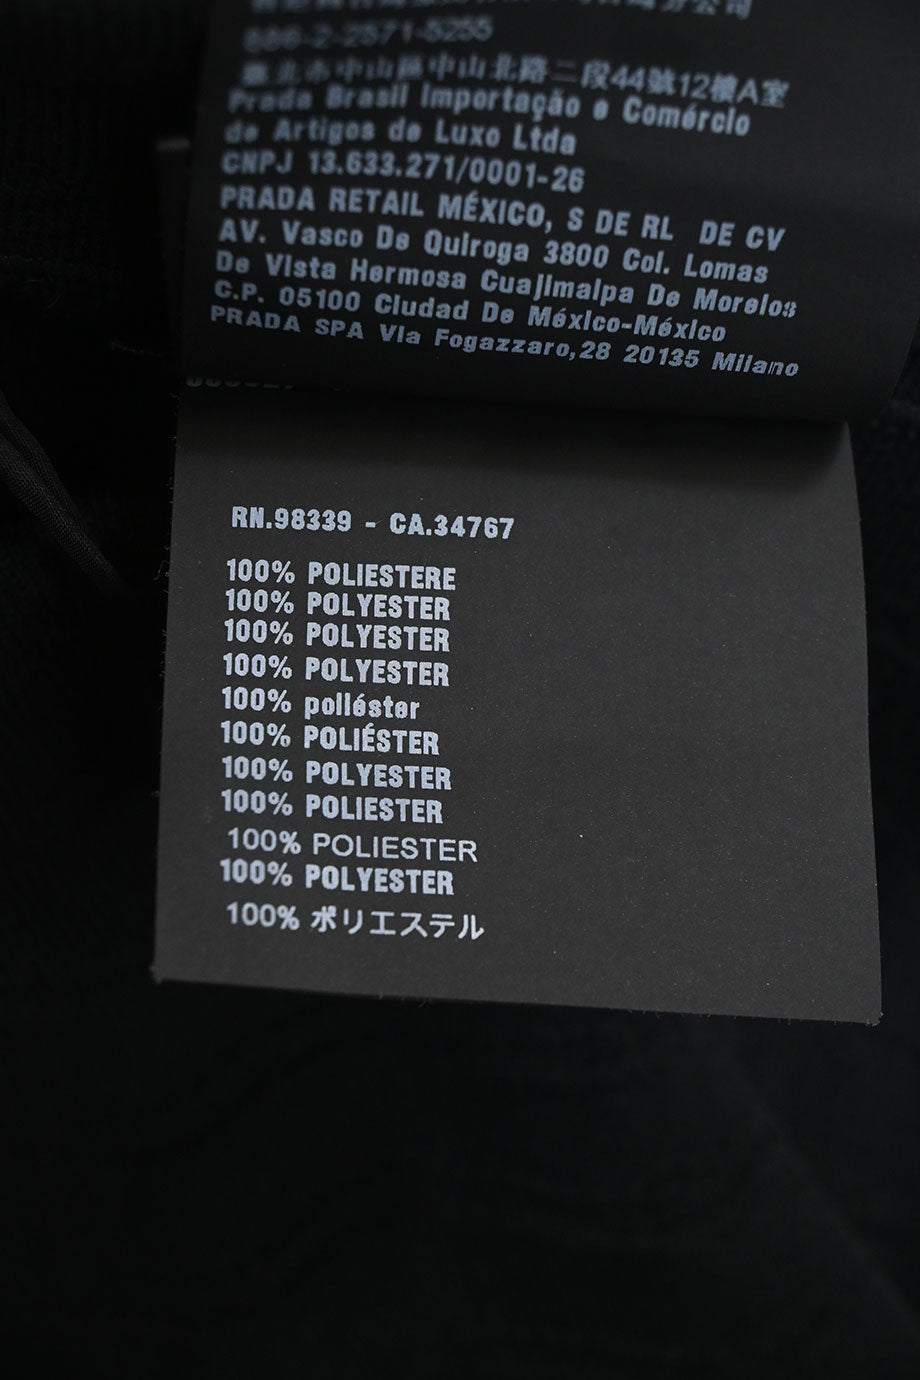 886-2-2571-5255
臺北市中山區中山北路二段44號12樓A室
Prada Brasil Importação e Comércio
de Artigos de Luxo Ltda
CNPJ 13.633.271/0001-26
PRADA RETAIL MÉXICO, S DE RL DE CV
AV. Vasco De Quiroga 3800 Col. Lomas
De Vista Hermosa Cuajimalpa De Morelos
C.P. 05100 Ciudad De México-México
PRADA SPA Via Fogazzaro,28 20135 Milano
RN.98339 - CA.34767
100% POLIESTERE
100% POLYESTER
100% POLYESTER
100% POLYESTER
100% poliéster
100% POLIÉSTER
100% POLYESTER
100% POLIESTER
100% POLIESTER
100% POLYESTER
100% ポリエステル